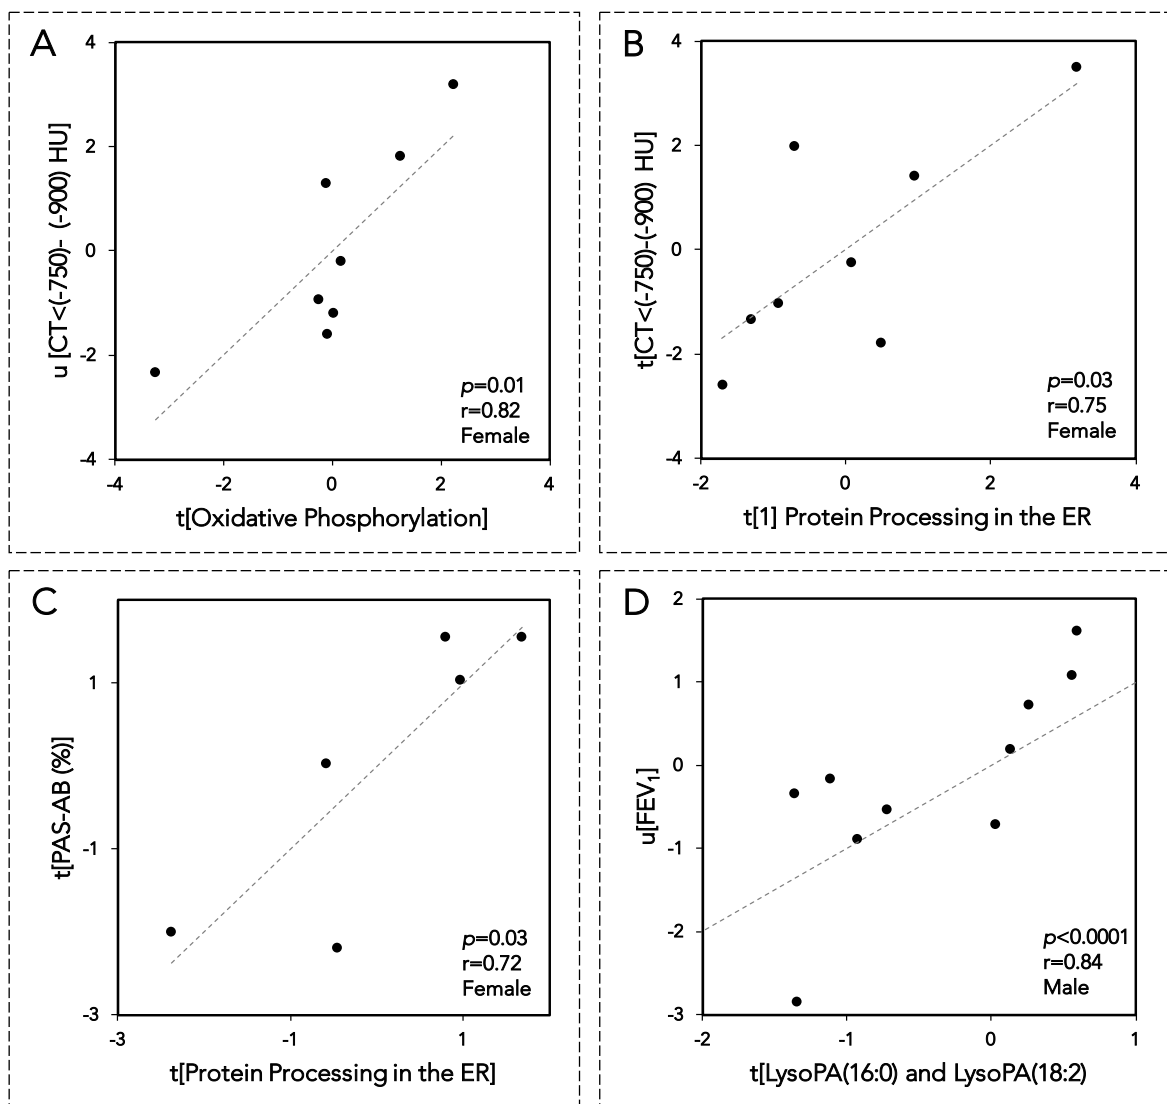 A
4
2
0
-2
-4
u [CT<(-750)- (-900) HU]
p=0.01
r=0.82
Female
-4 -2 0 2 4
t[Oxidative Phosphorylation]
B
4
2
0
-2
-4
t[CT<(-750)-(-900) HU]
p=0.03
r=0.75
Female
-2 0 2 4
t[1] Protein Processing in the ER
C
1
-1
-3
t[PAS-AB (%)]
p=0.03
r=0.72
Female
-3 -1 1
t[Protein Processing in the ER]
D
2
1
0
-1
-2
-3
u[FEV₁]
p<0.0001
r=0.84
Male
-2 -1 0 1
t[LysoPA(16:0) and LysoPA(18:2)